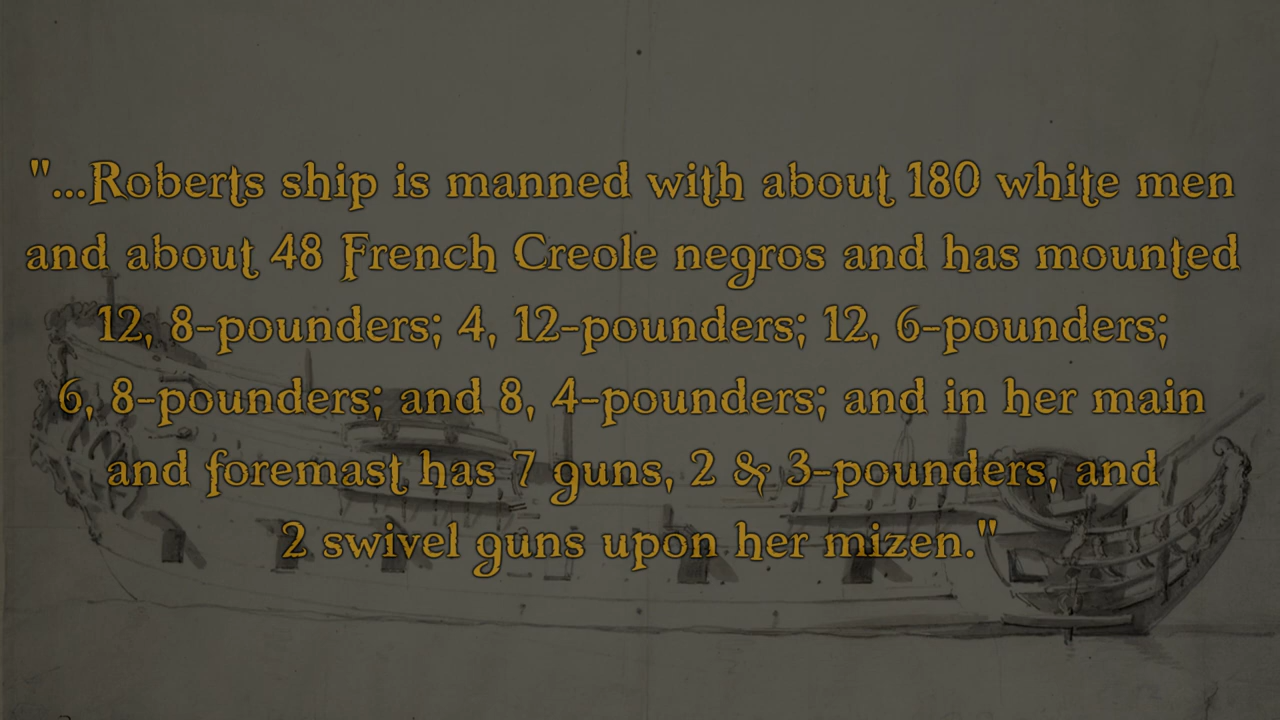 "...Roberts ship is manned with about 180 white men
and about 48 French Creole negros and has mounted
12, 8-pounders; 4, 12-pounders; 12, 6-pounders;
6, 8-pounders; and 8, 4-pounders; and in her main
and foremast has 7 guns, 2 & 3-pounders, and
2 swivel guns upon her mizen."